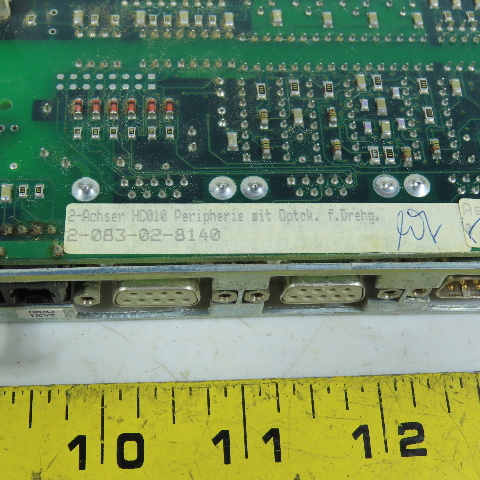 2-Achser HC010 Peripherie mit Optok. f.Drehg.
2-083-02-8140
10 11 12